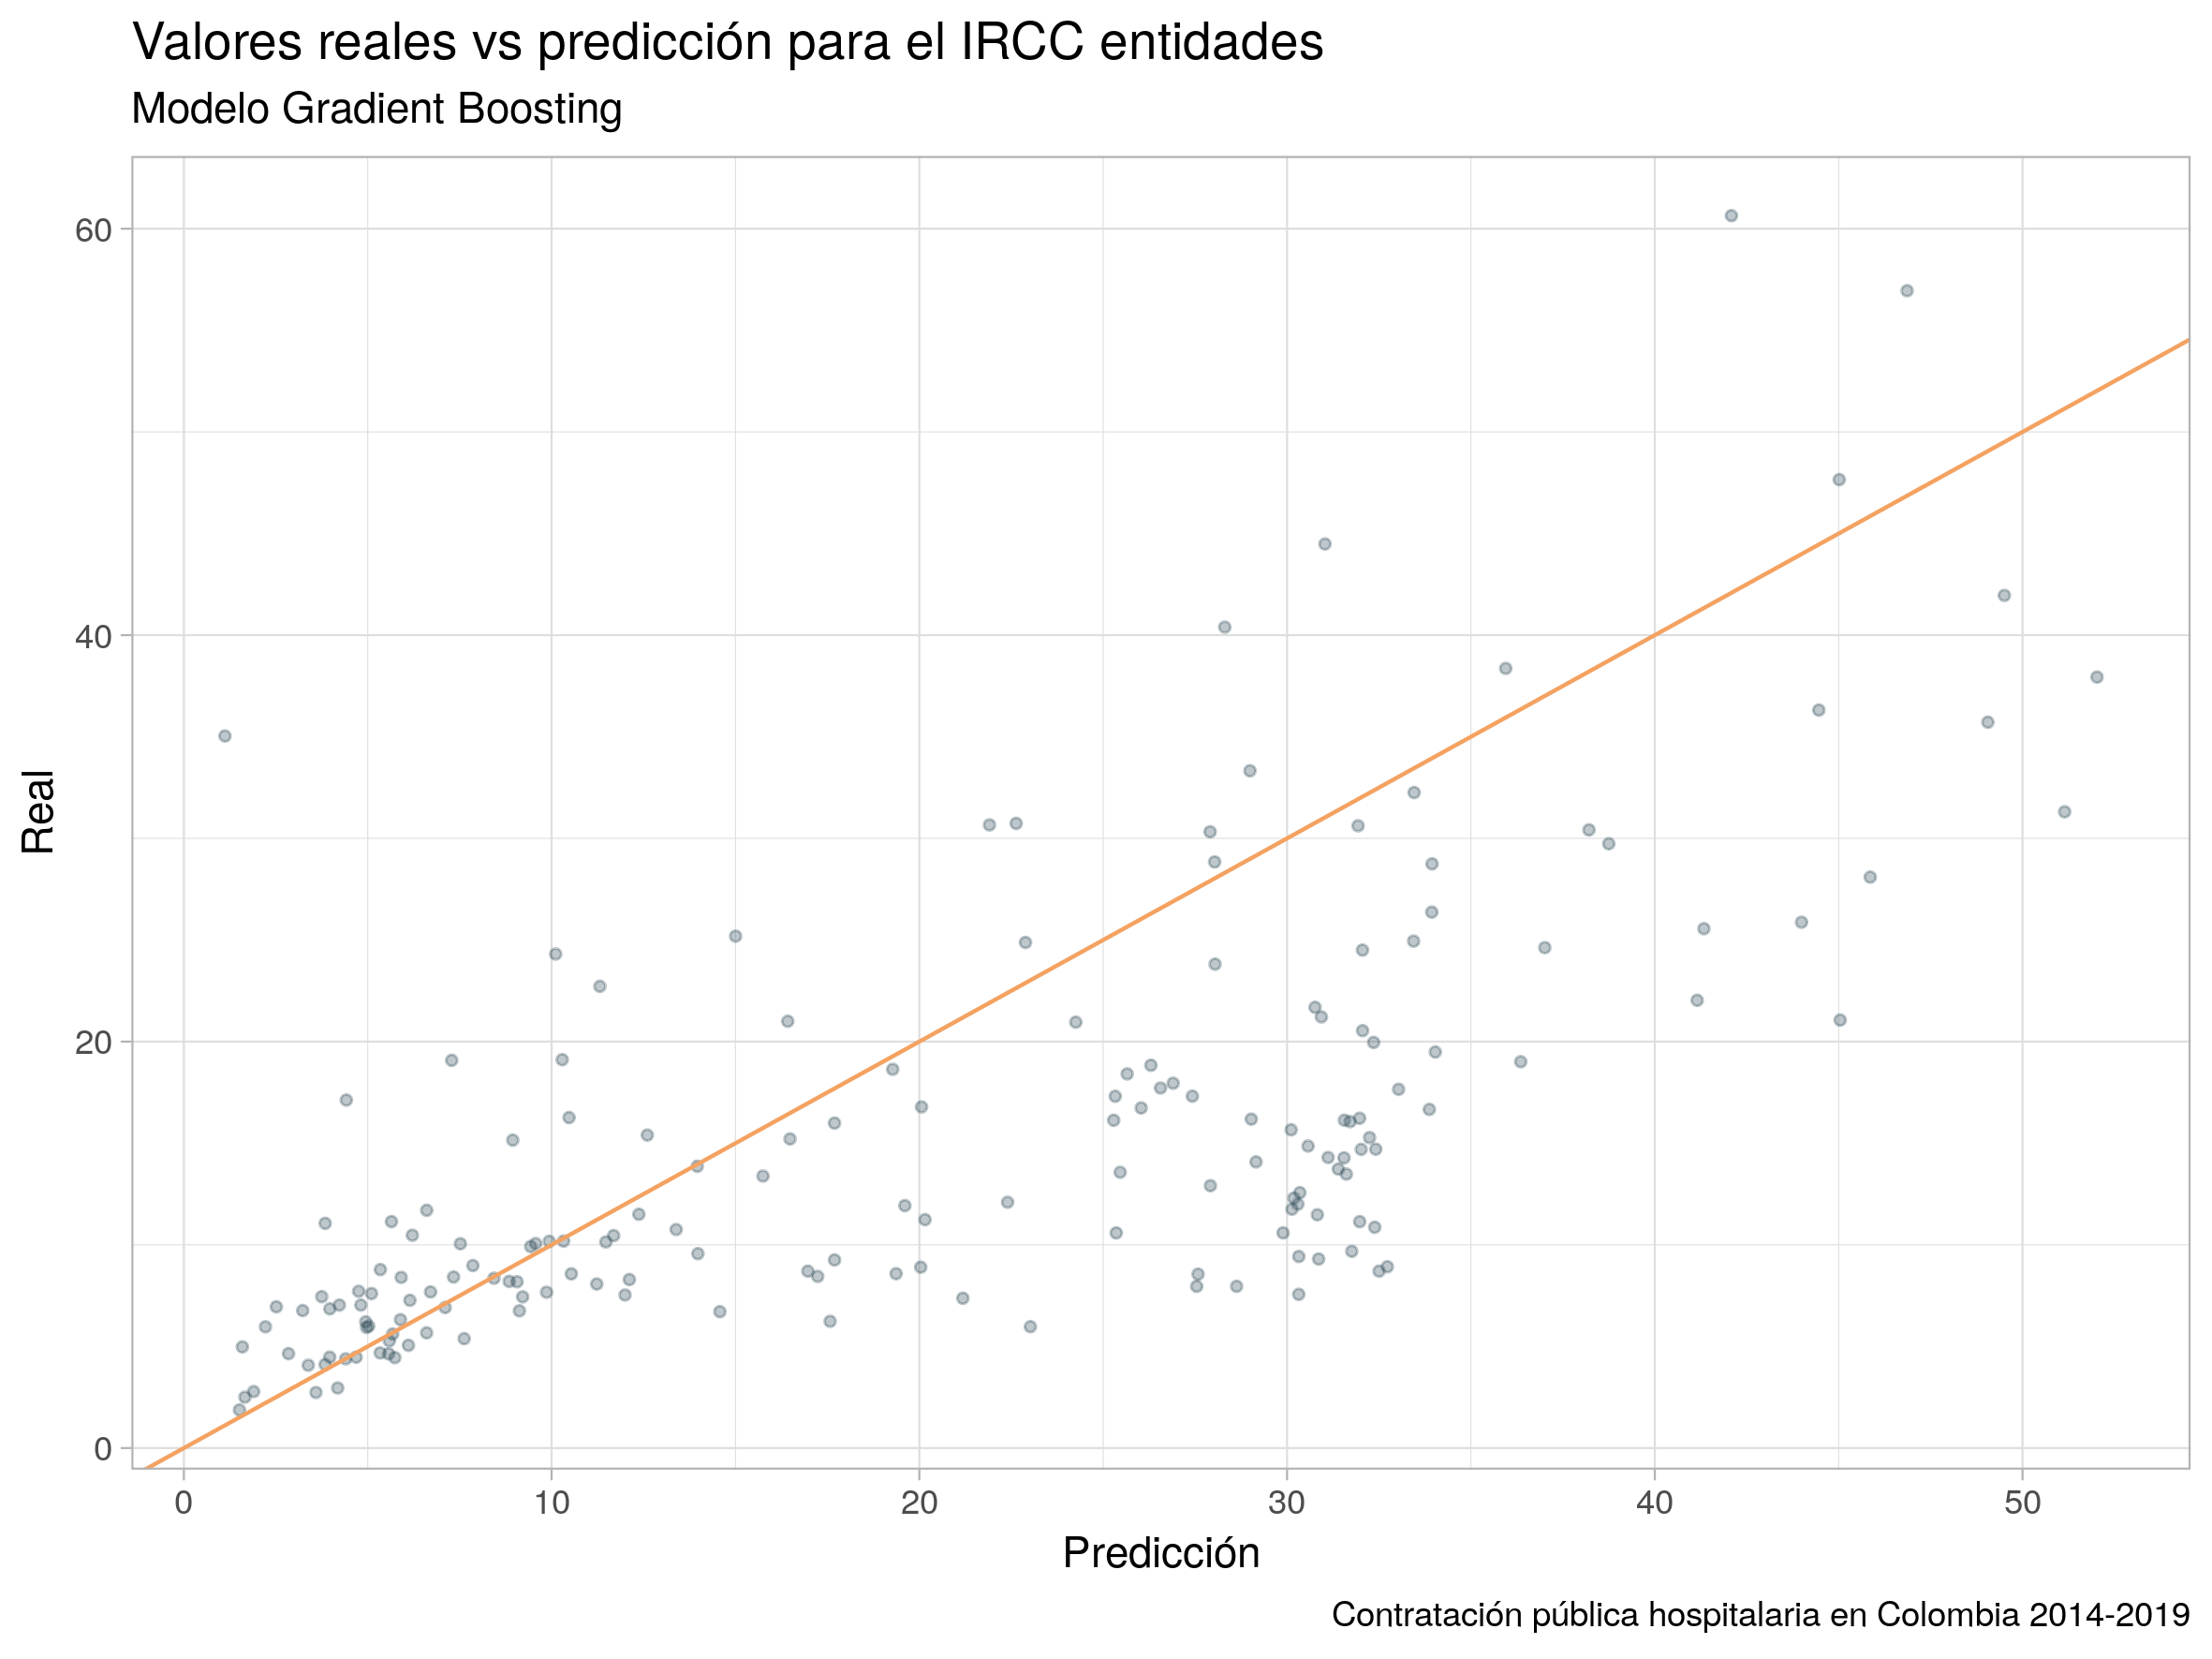 Valores reales vs predicción para el IRCC entidades
Modelo Gradient Boosting
60
40
20
0
Real
0 10 20 30 40 50
Predicción
Contratación pública hospitalaria en Colombia 2014-2019